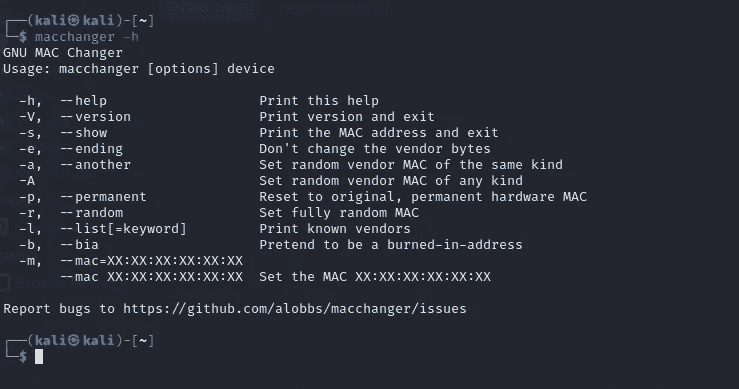 ┌──(kali㉿kali)-[~]
└─$ macchanger -h
GNU MAC Changer
Usage: macchanger [options] device

  -h,  --help                   Print this help
  -V,  --version                Print version and exit
  -s,  --show                   Print the MAC address and exit
  -e,  --ending                 Don't change the vendor bytes
  -a,  --another                Set random vendor MAC of the same kind
  -A                            Set random vendor MAC of any kind
  -p,  --permanent              Reset to original, permanent hardware MAC
  -r,  --random                 Set fully random MAC
  -l,  --list[=keyword]         Print known vendors
  -b,  --bia                    Pretend to be a burned-in-address
  -m,  --mac=XX:XX:XX:XX:XX:XX
       --mac XX:XX:XX:XX:XX:XX  Set the MAC XX:XX:XX:XX:XX:XX

Report bugs to https://github.com/alobbs/macchanger/issues

┌──(kali㉿kali)-[~]
└─$